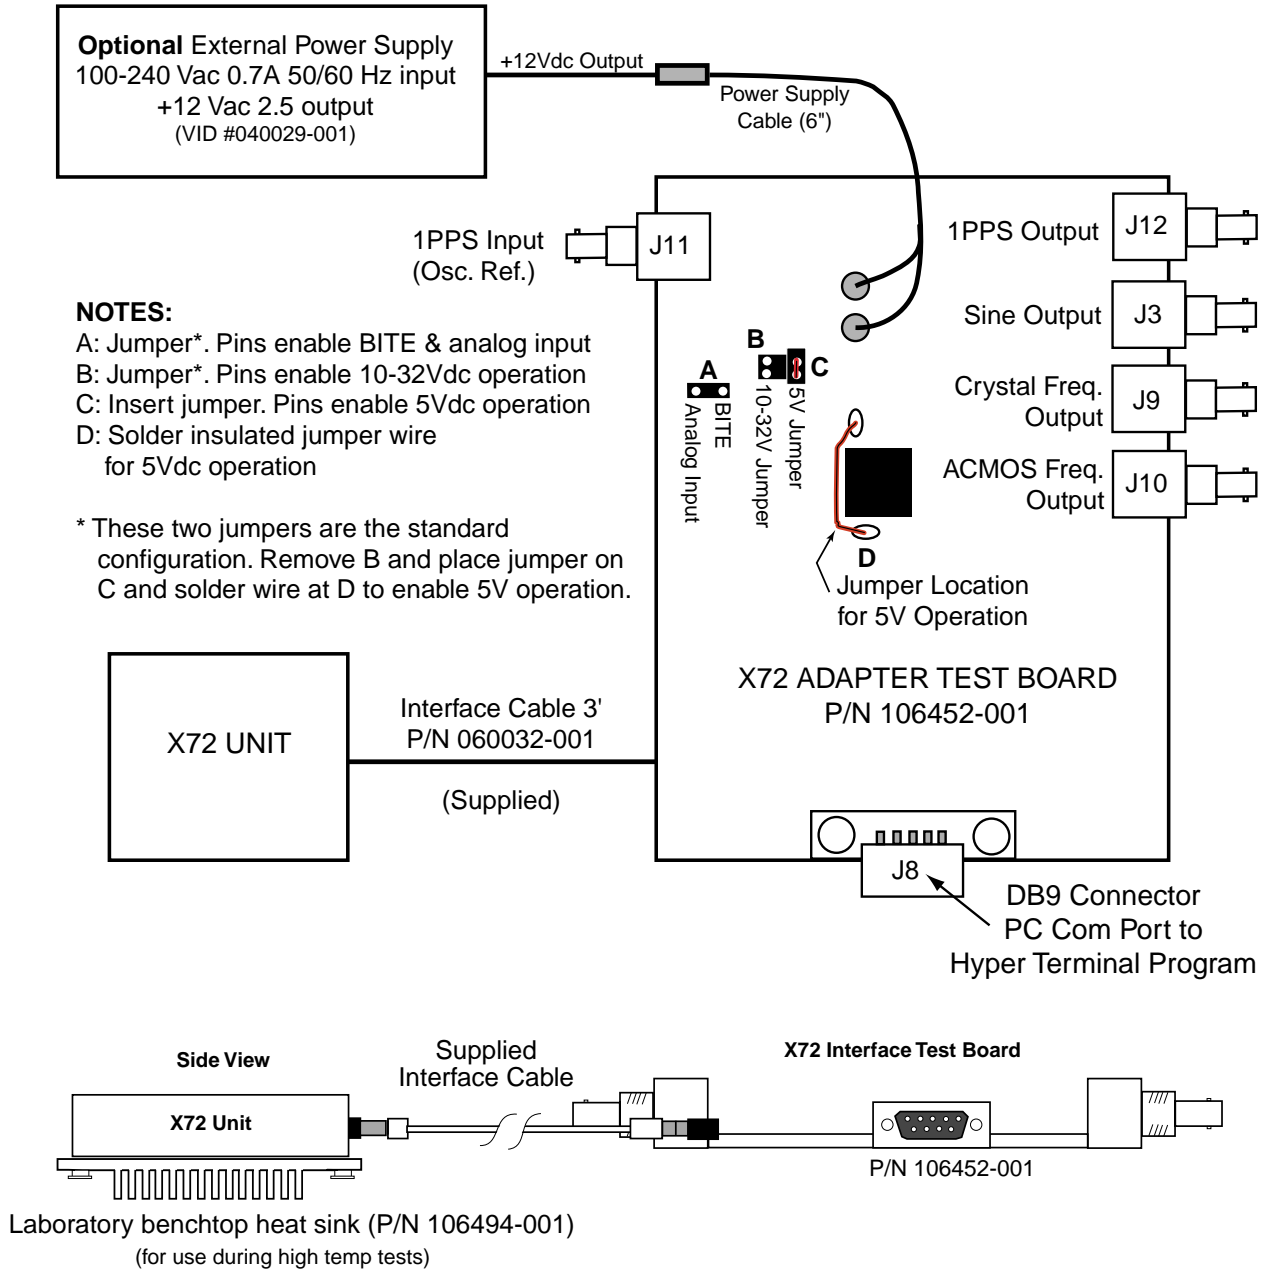 Optional External Power Supply
100-240 Vac 0.7A 50/60 Hz input
+12 Vac 2.5 output
(VID #040029-001)
+12Vdc Output
Power Supply
Cable (6")
1PPS Input
(Osc. Ref.)
J11
1PPS Output
J12
Sine Output
J3
Crystal Freq.
Output
J9
ACMOS Freq.
Output
J10
NOTES:
A: Jumper*. Pins enable BITE & analog input
B: Jumper*. Pins enable 10-32Vdc operation
C: Insert jumper. Pins enable 5Vdc operation
D: Solder insulated jumper wire
for 5Vdc operation
* These two jumpers are the standard
configuration. Remove B and place jumper on
C and solder wire at D to enable 5V operation.
A
B
C
Analog Input
BITE
10-32V Jumper
5V Jumper
D
Jumper Location
for 5V Operation
X72 ADAPTER TEST BOARD
P/N 106452-001
X72 UNIT
Interface Cable 3'
P/N 060032-001
(Supplied)
J8
DB9 Connector
PC Com Port to
Hyper Terminal Program
Side View
Supplied
Interface Cable
X72 Interface Test Board
X72 Unit
P/N 106452-001
Laboratory benchtop heat sink (P/N 106494-001)
(for use during high temp tests)